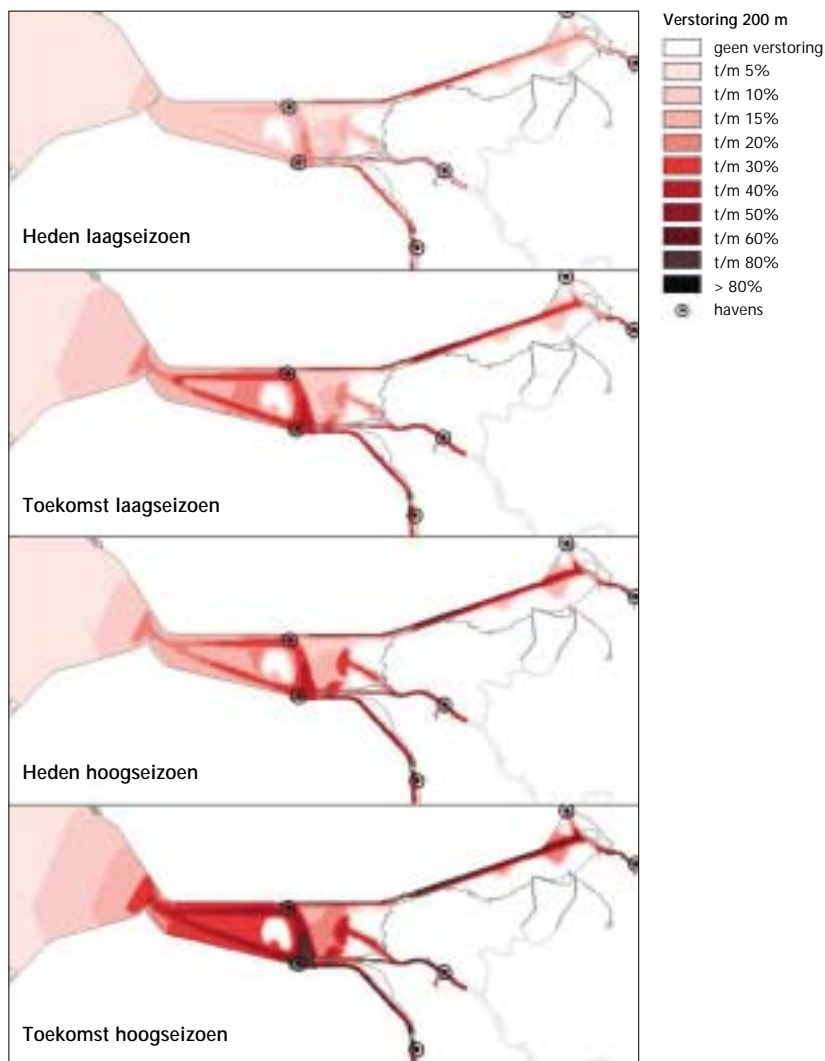 Verstoring 200 m
geen verstoring
t/m 5%
t/m 10%
t/m 15%
t/m 20%
t/m 30%
t/m 40%
t/m 50%
t/m 60%
t/m 80%
> 80%
havens
Heden laagseizoen
Toekomst laagseizoen
Heden hoogseizoen
Toekomst hoogseizoen